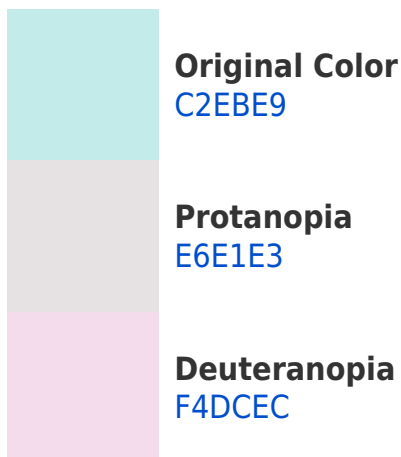 Original Color
C2EBE9
Protanopia
E6E1E3
Deuteranopia
F4DCEC